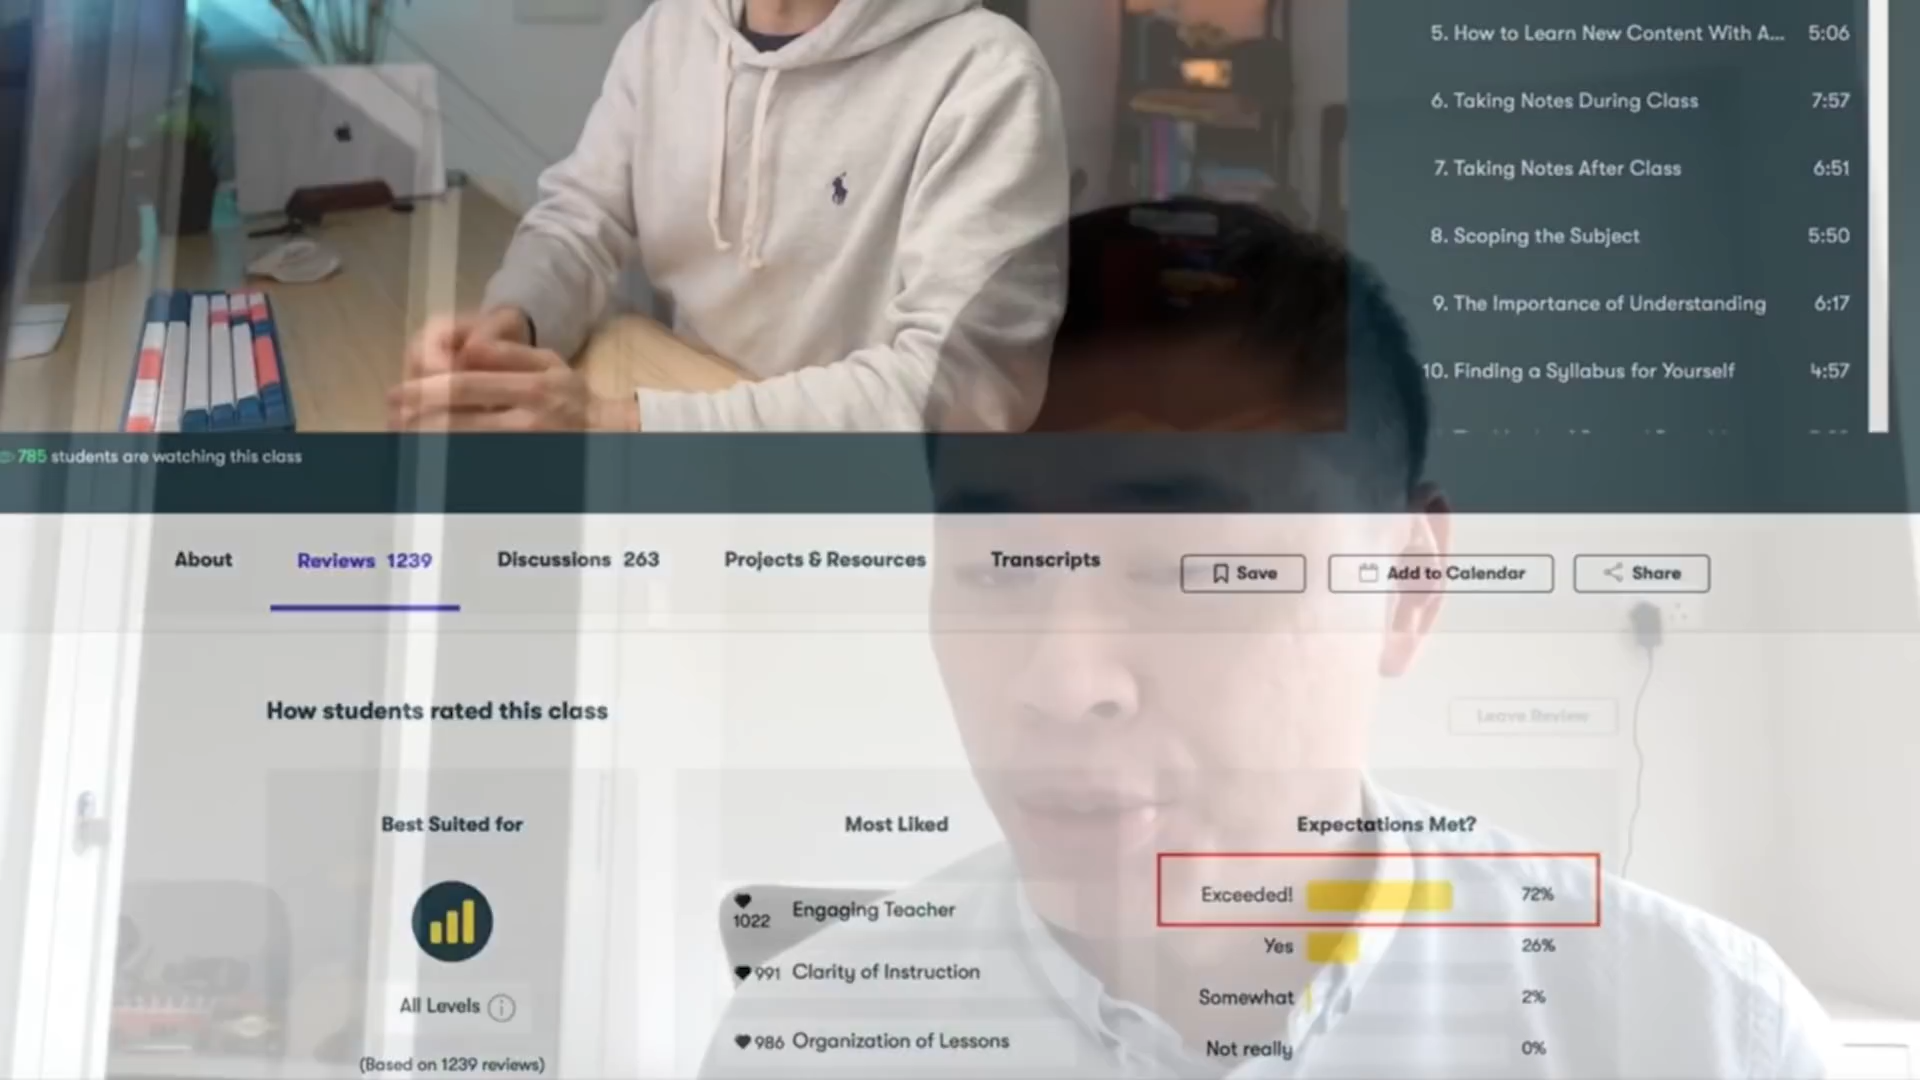 5. How to Learn New Content With A... 5:06
6. Taking Notes During Class 7:57
7. Taking Notes After Class 6:51
8. Scoping the Subject 5:50
9. The Importance of Understanding 6:17
10. Finding a Syllabus for Yourself 4:57
785 students are watching this class
About Reviews 1239 Discussions 263 Projects & Resources Transcripts Save Add to Calendar Share
How students rated this class
Leave Review
Best Suited for
All Levels
(Based on 1239 reviews)
Most Liked
1022 Engaging Teacher
991 Clarity of Instruction
986 Organization of Lessons
Expectations Met?
Exceeded! 72%
Yes 26%
Somewhat 2%
Not really 0%